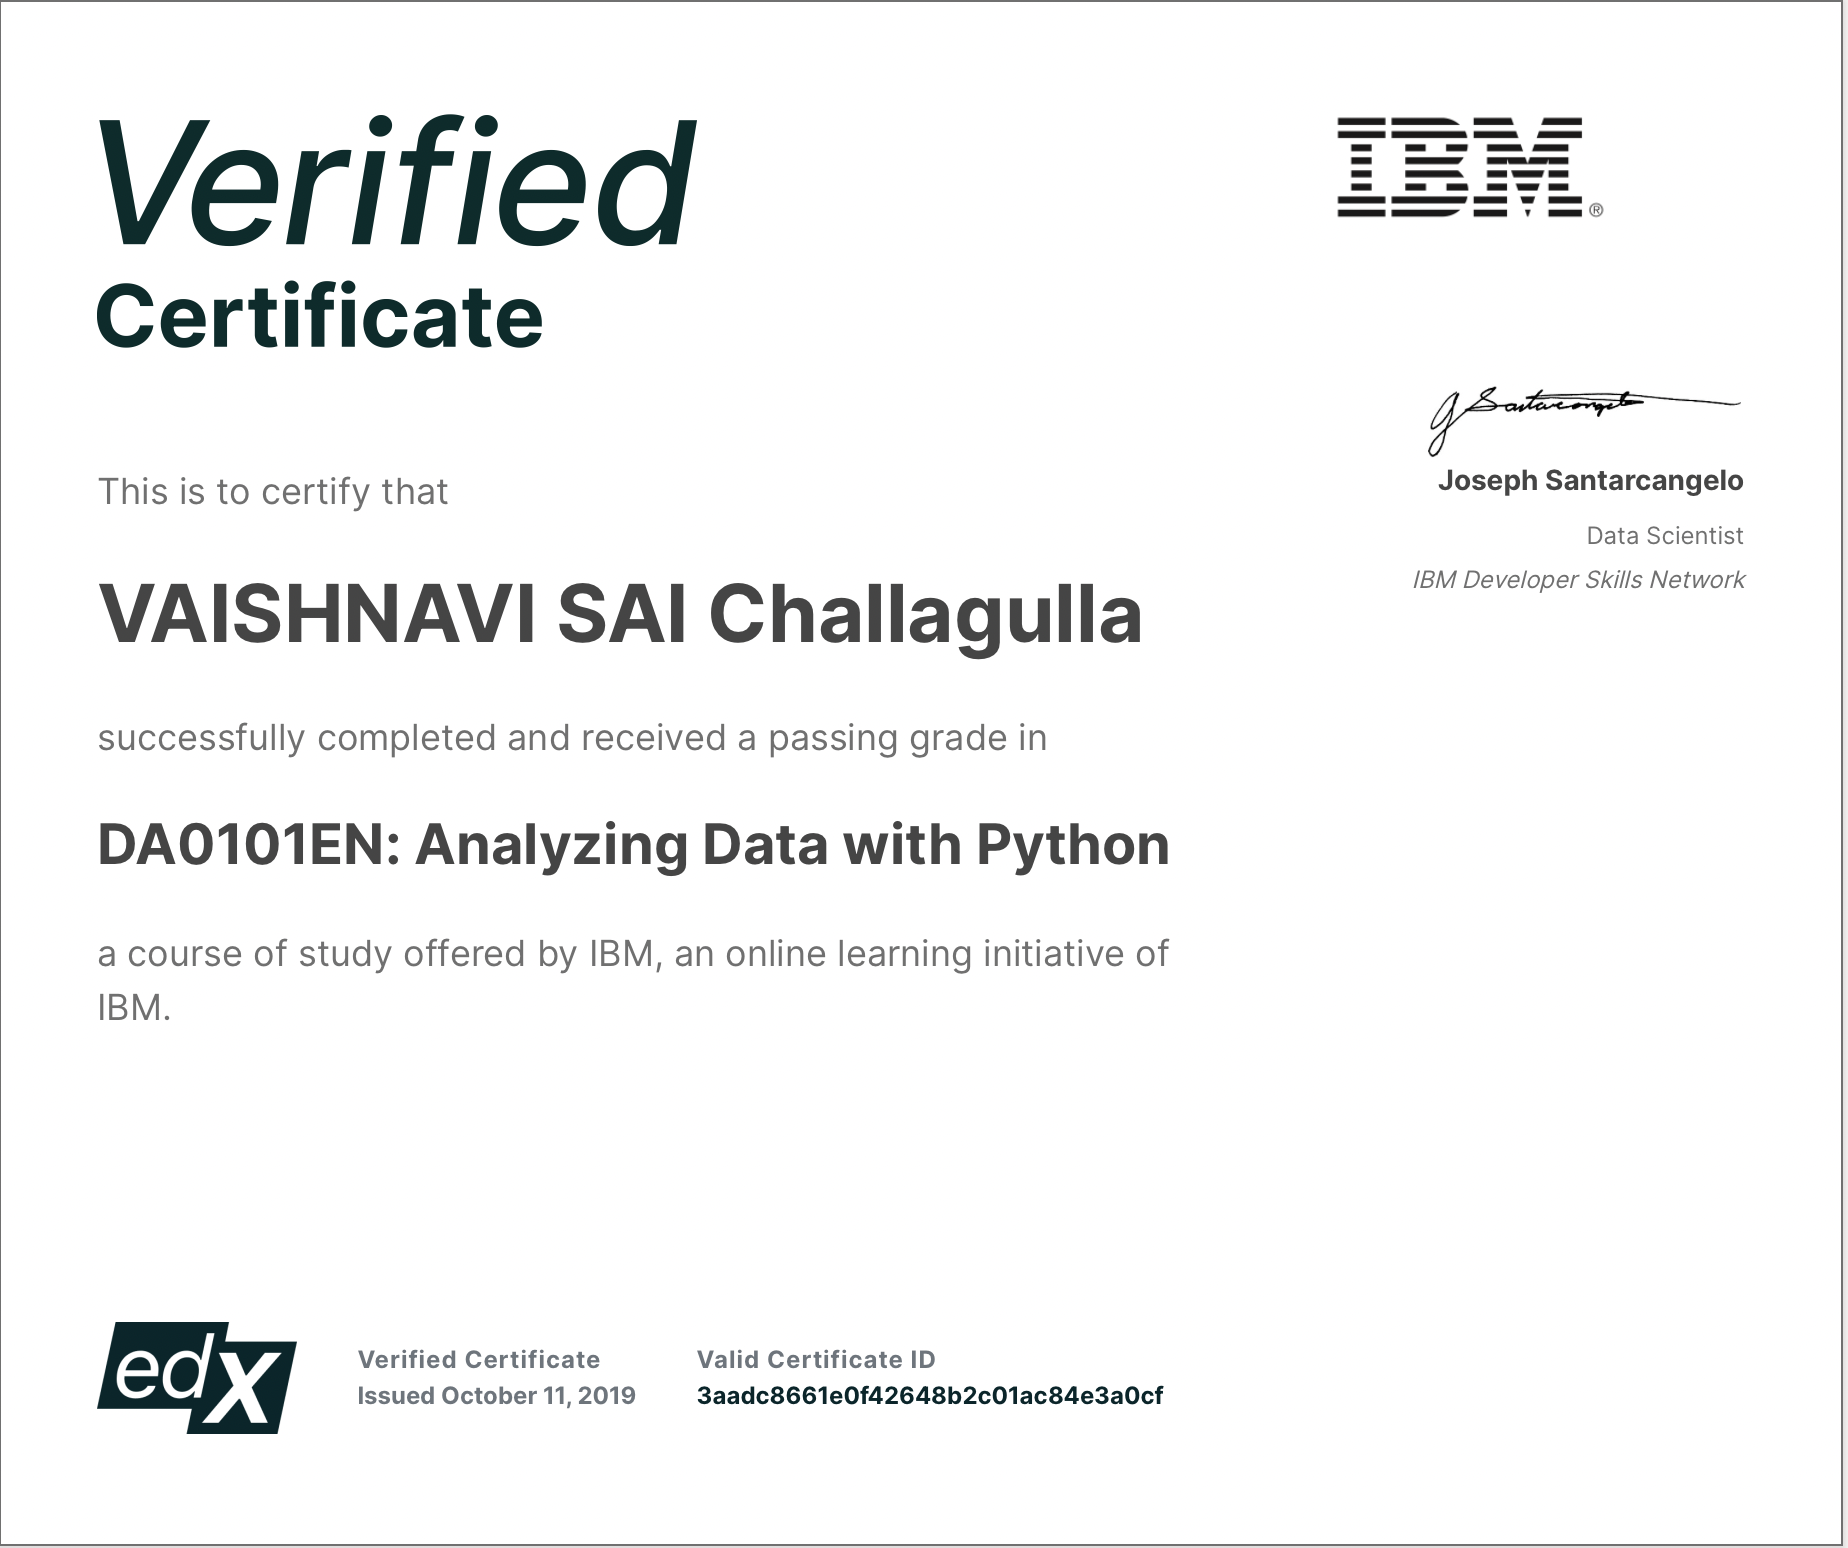 Verified
Certificate
IBM®
This is to certify that
VAISHNAVI SAI Challagulla
successfully completed and received a passing grade in
DA0101EN: Analyzing Data with Python
a course of study offered by IBM, an online learning initiative of
IBM.
J Santarcangelo
Joseph Santarcangelo
Data Scientist
IBM Developer Skills Network
edX
Verified Certificate
Issued October 11, 2019
Valid Certificate ID
3aadc8661e0f42648b2c01ac84e3a0cf